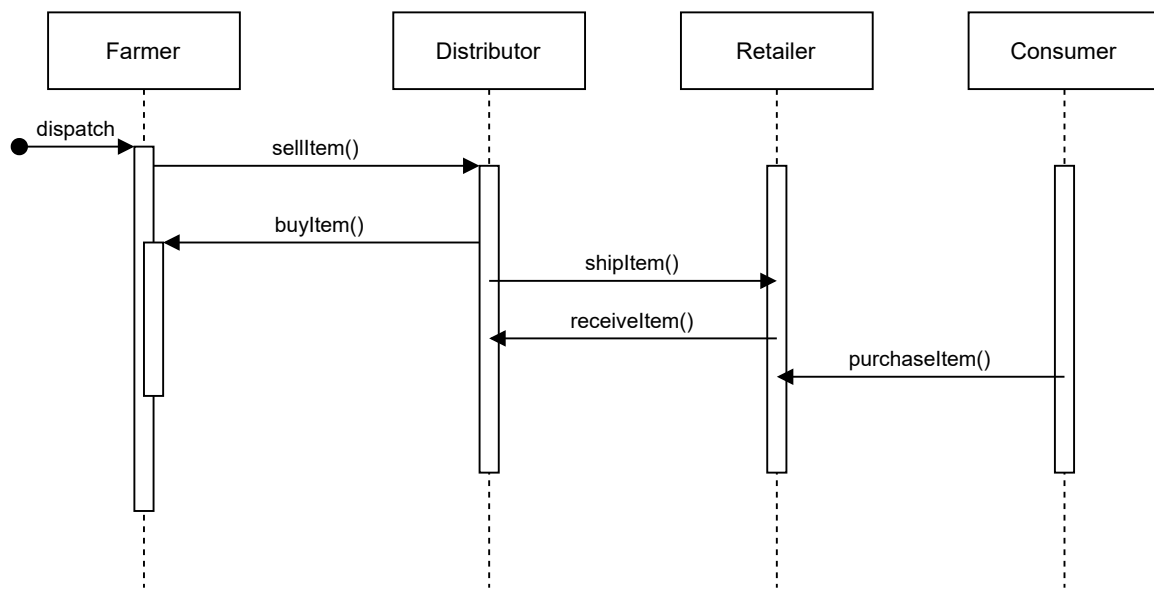 Farmer
Distributor
Retailer
Consumer
dispatch
sellItem()
buyItem()
shipItem()
receiveItem()
purchaseItem()